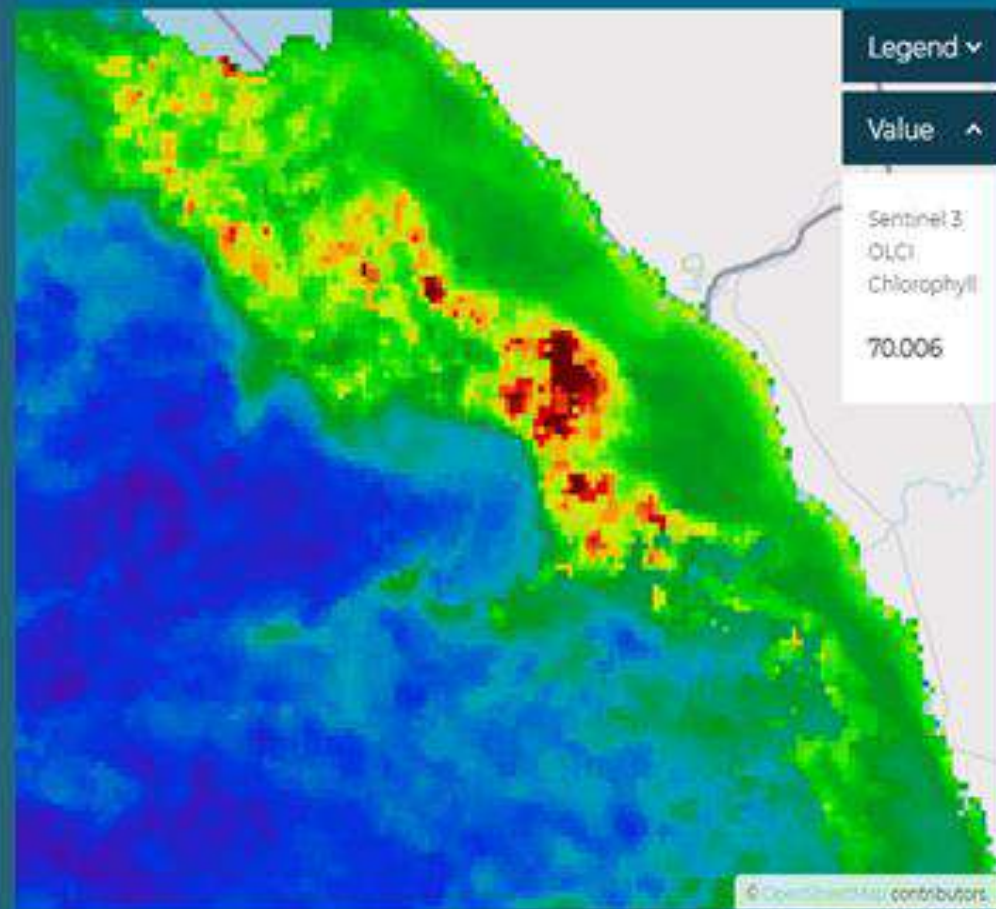 Legend
Value
Sentinel 3
OLCI
Chlorophyll
70.006
© OpenStreetMap contributors.